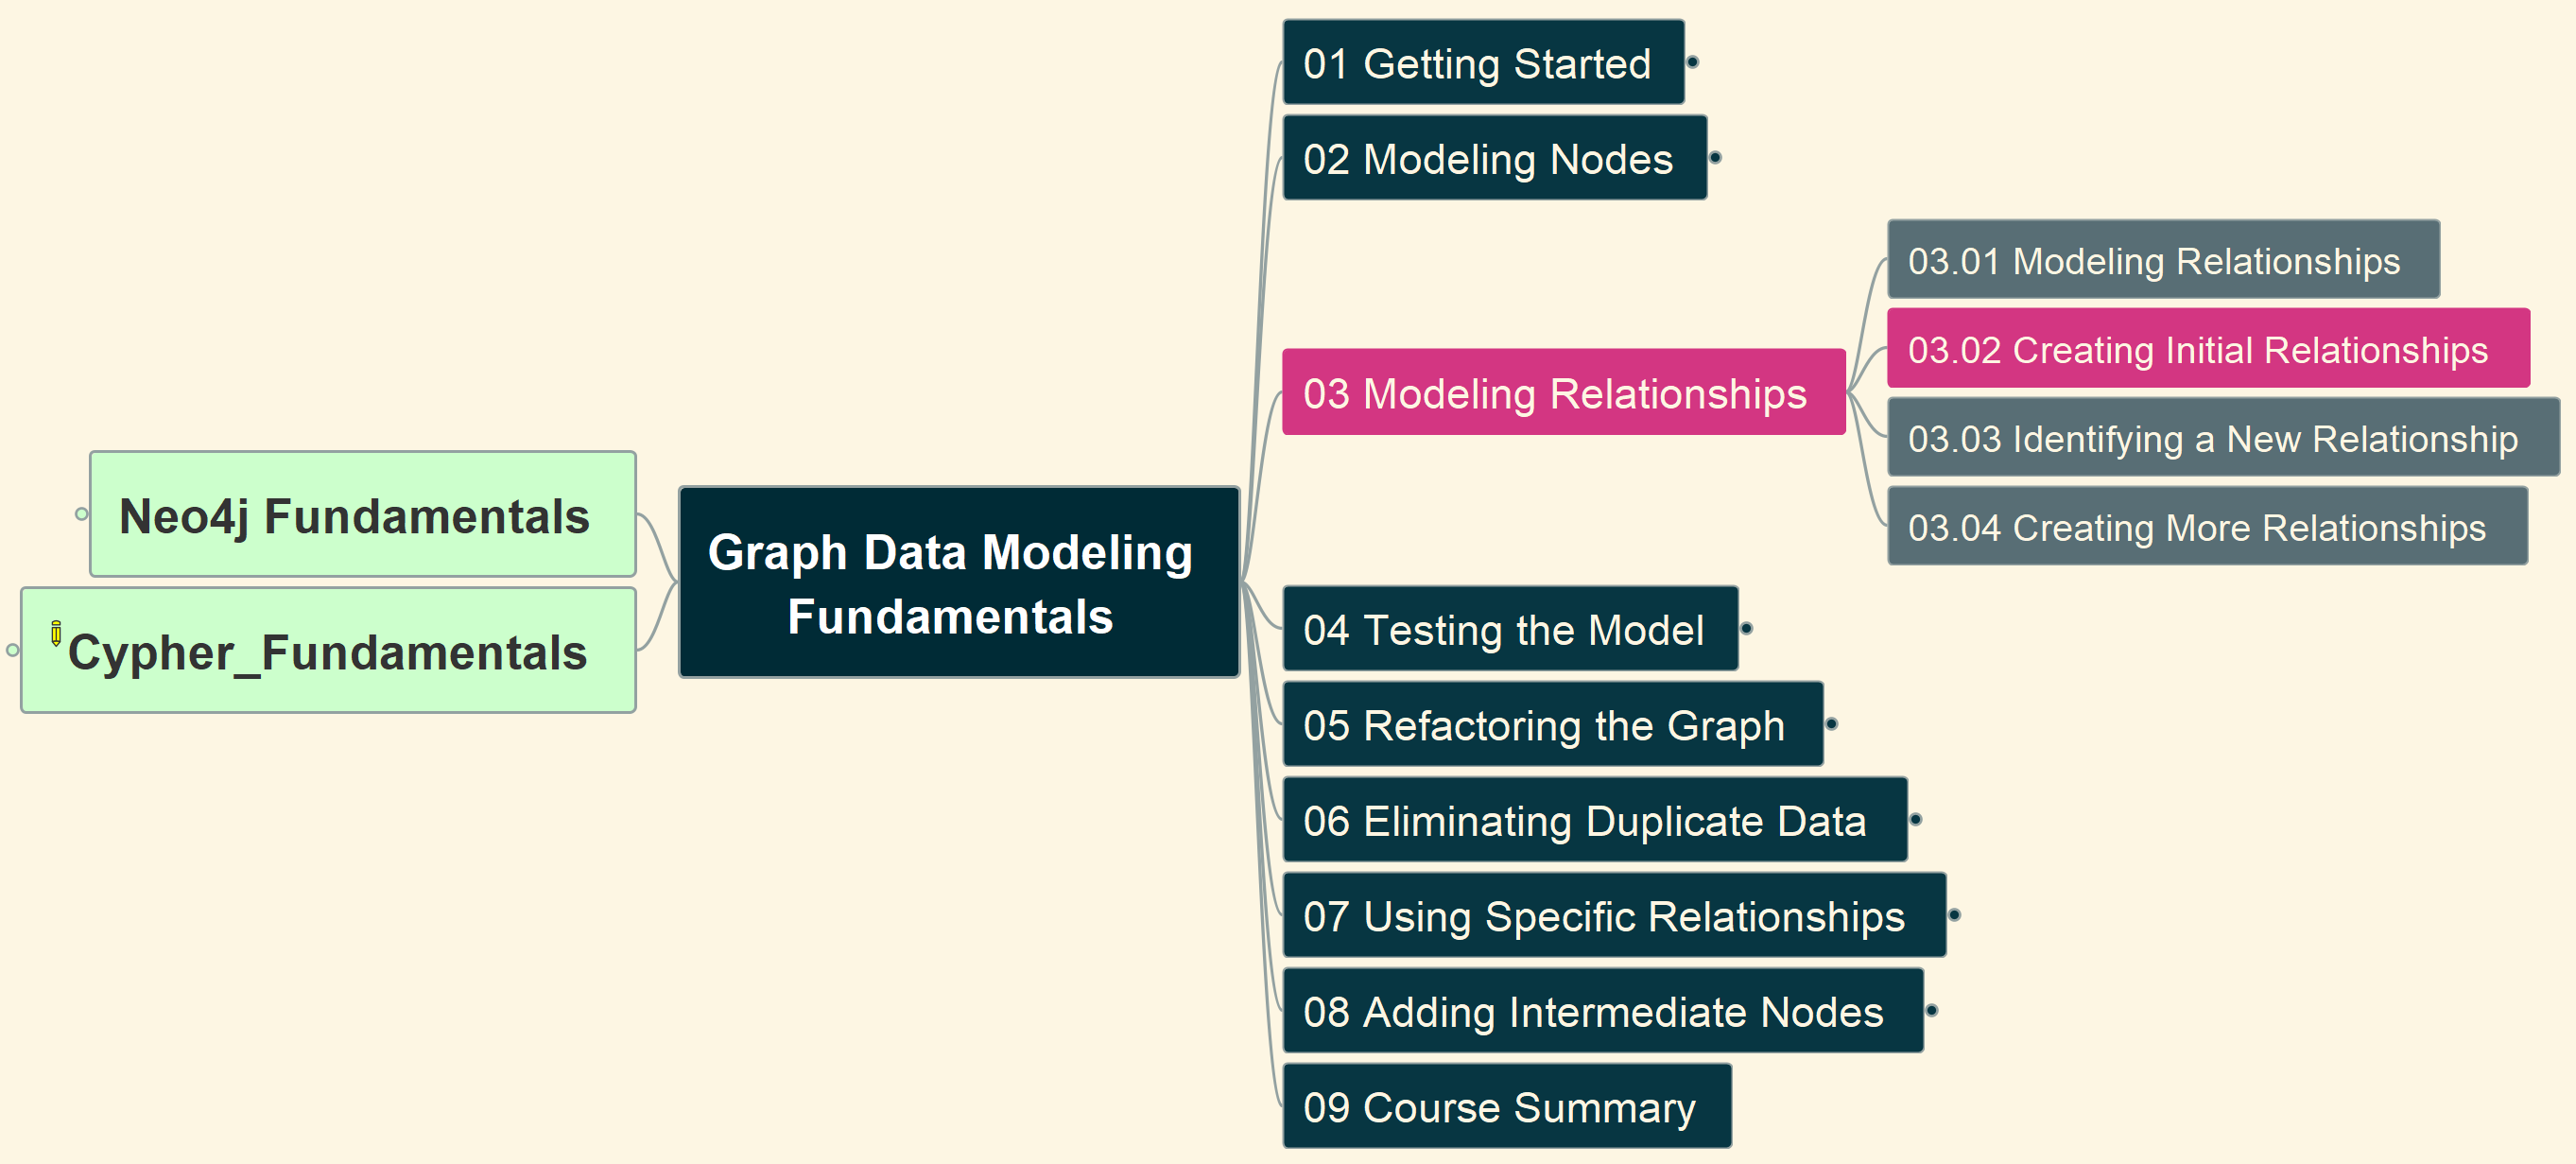 Neo4j Fundamentals
Cypher_Fundamentals
Graph Data Modeling
Fundamentals
01 Getting Started
02 Modeling Nodes
03 Modeling Relationships
03.01 Modeling Relationships
03.02 Creating Initial Relationships
03.03 Identifying a New Relationship
03.04 Creating More Relationships
04 Testing the Model
05 Refactoring the Graph
06 Eliminating Duplicate Data
07 Using Specific Relationships
08 Adding Intermediate Nodes
09 Course Summary